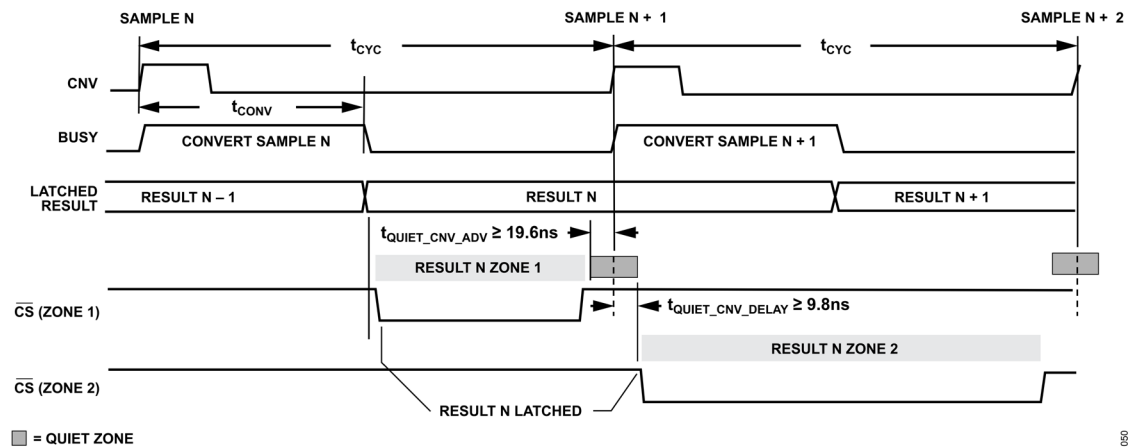 SAMPLE N
SAMPLE N + 1
SAMPLE N + 2
tCYC
tCYC
CNV
tCONV
BUSY
CONVERT SAMPLE N
CONVERT SAMPLE N + 1
LATCHED
RESULT
RESULT N – 1
RESULT N
RESULT N + 1
tQUIET_CNV_ADV ≥ 19.6ns
RESULT N ZONE 1
CS (ZONE 1)
tQUIET_CNV_DELAY ≥ 9.8ns
RESULT N ZONE 2
CS (ZONE 2)
RESULT N LATCHED
= QUIET ZONE
050